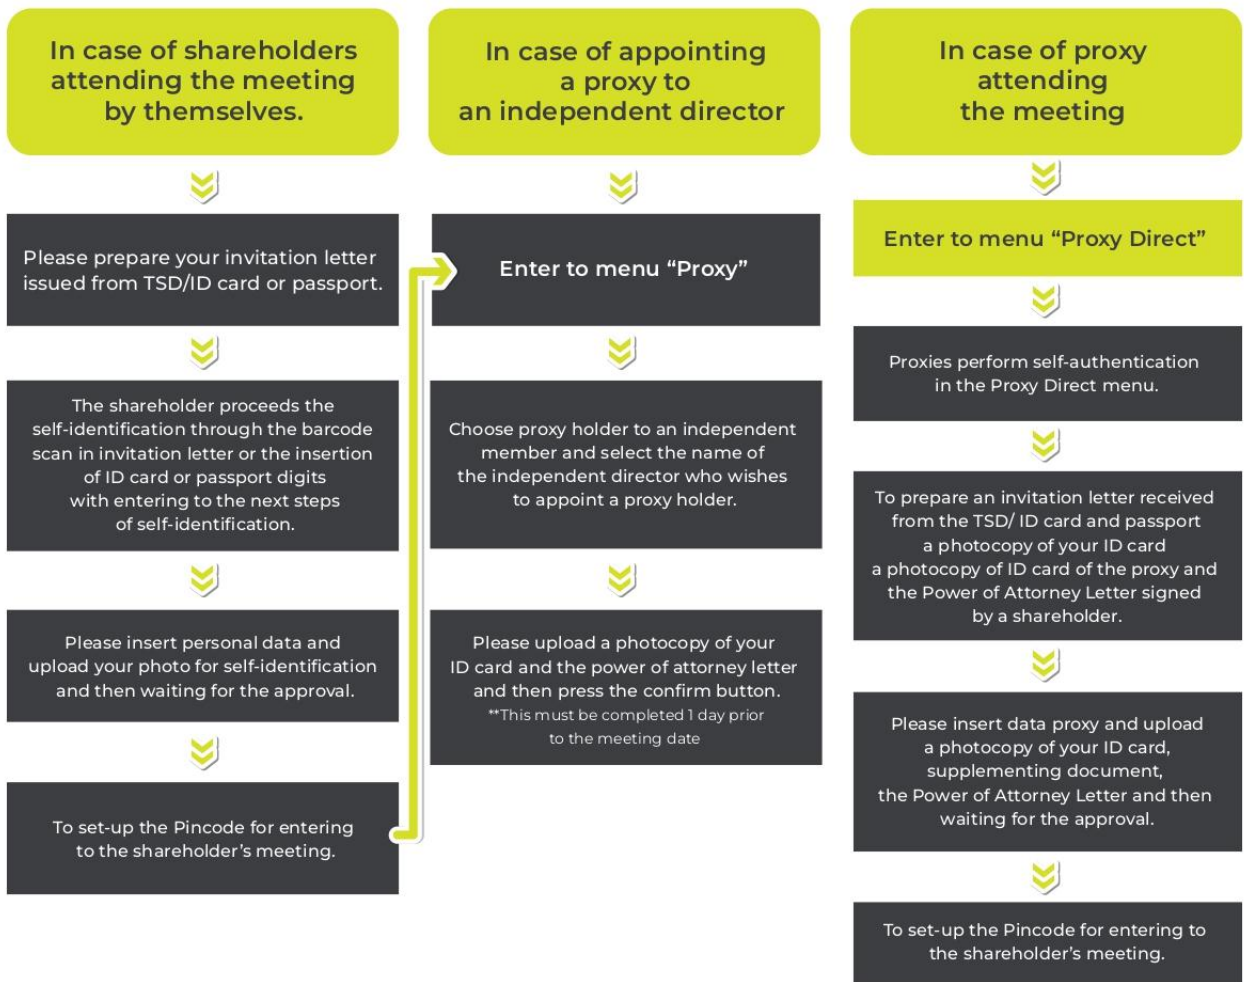 In case of shareholders
attending the meeting
by themselves.
Please prepare your invitation letter
issued from TSD/ID card or passport.
The shareholder proceeds the
self-identification through the barcode
scan in invitation letter or the insertion
of ID card or passport digits
with entering to the next steps
of self-identification.
Please insert personal data and
upload your photo for self-identification
and then waiting for the approval.
To set-up the Pincode for entering
to the shareholder’s meeting.
In case of appointing
a proxy to
an independent director
Enter to menu “Proxy”
Choose proxy holder to an independent
member and select the name of
the independent director who wishes
to appoint a proxy holder.
Please upload a photocopy of your
ID card and the power of attorney letter
and then press the confirm button.
**This must be completed 1 day prior
to the meeting date
In case of proxy
attending
the meeting
Enter to menu “Proxy Direct”
Proxies perform self-authentication
in the Proxy Direct menu.
To prepare an invitation letter received
from the TSD/ ID card and passport
a photocopy of your ID card
a photocopy of ID card of the proxy and
the Power of Attorney Letter signed
by a shareholder.
Please insert data proxy and upload
a photocopy of your ID card,
supplementing document,
the Power of Attorney Letter and then
waiting for the approval.
To set-up the Pincode for entering to
the shareholder’s meeting.